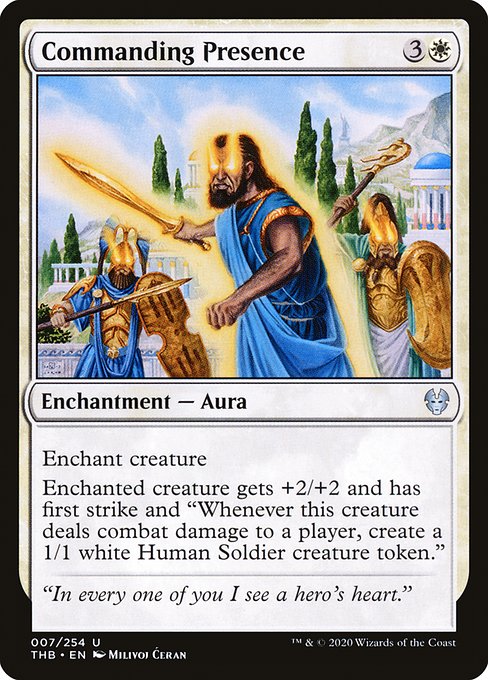 Commanding Presence 3
Enchantment — Aura
Enchant creature
Enchanted creature gets +2/+2 and has
first strike and “Whenever this creature
deals combat damage to a player, create a
1/1 white Human Soldier creature token.”
“In every one of you I see a hero’s heart.”
007/254 U
THB • EN Milivoj Ćeran
™ & © 2020 Wizards of the Coast